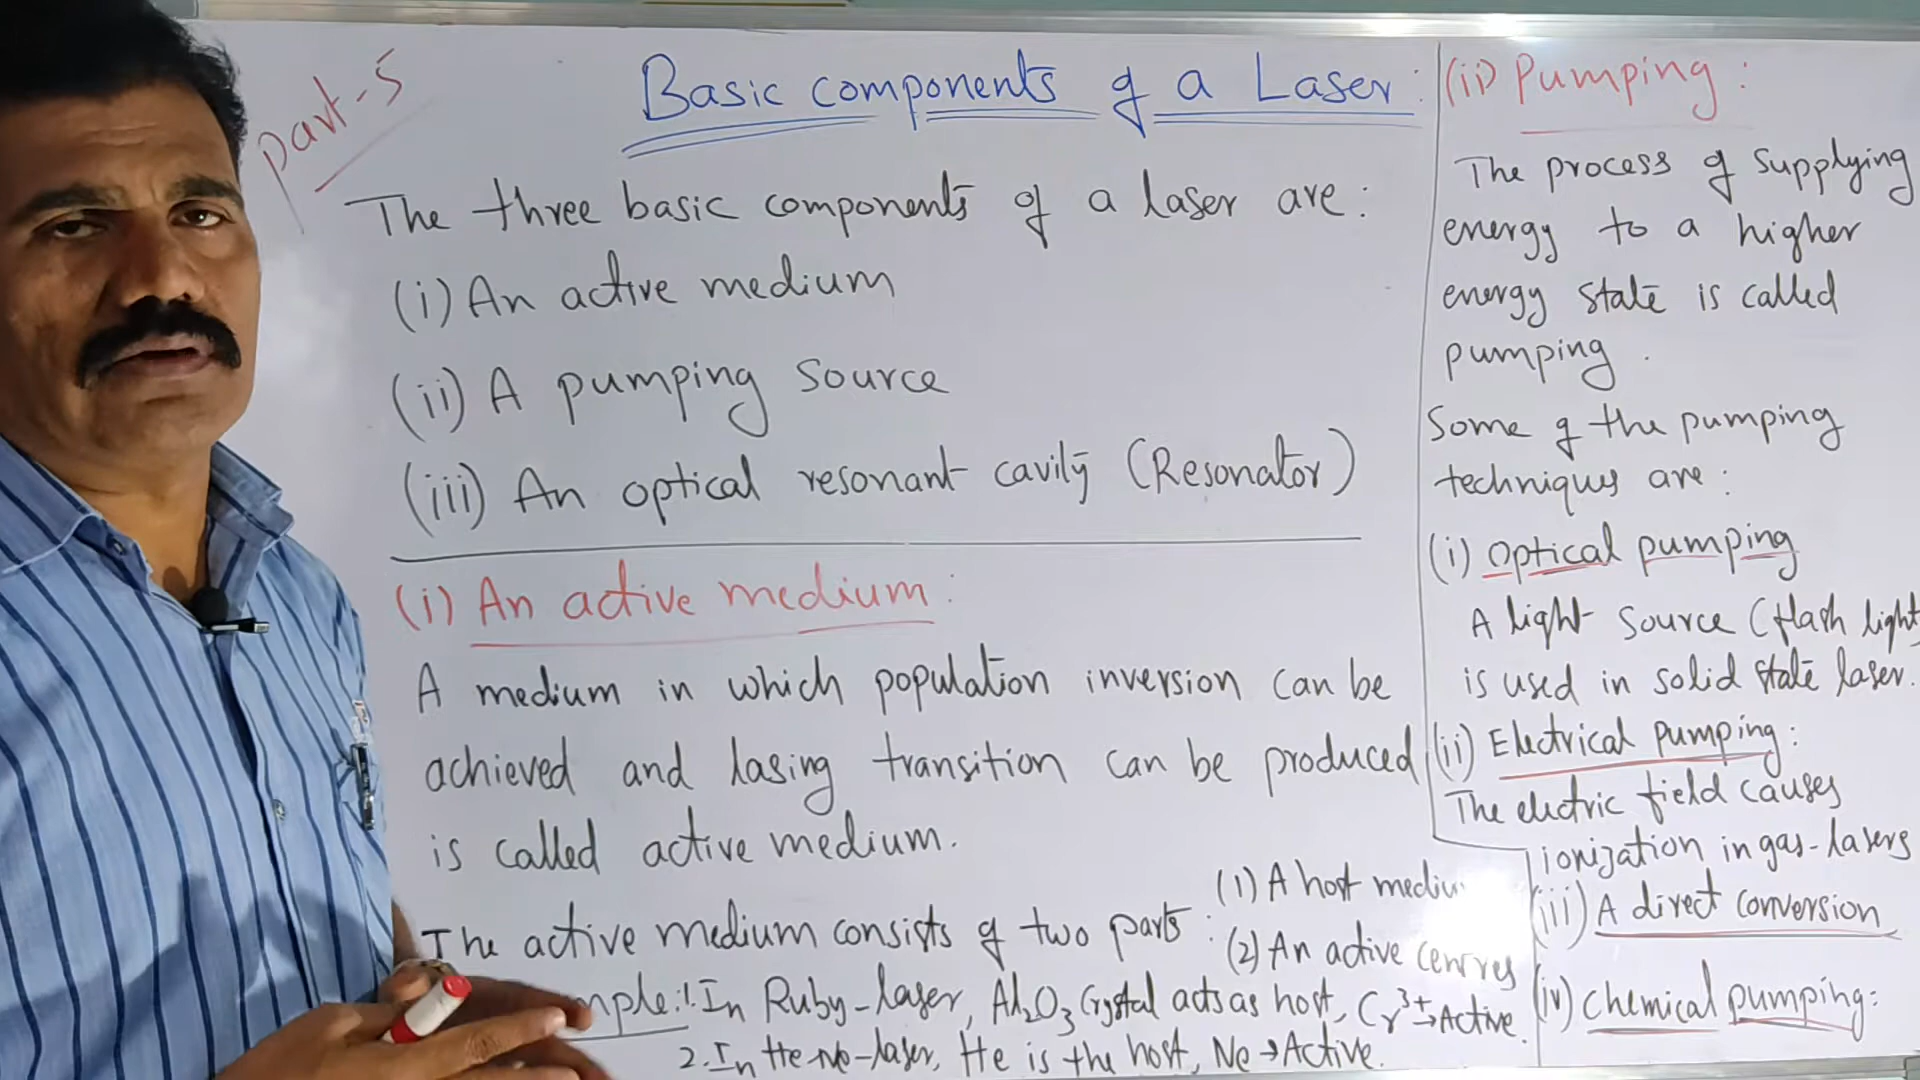 Part-5
Basic components of a Laser:
The three basic components of a laser are:
(i) An active medium
(ii) A pumping source
(iii) An optical resonant cavity (Resonator)
(i) An active medium:
A medium in which population inversion can be
achieved and lasing transition can be produced
is called active medium.
The active medium consists of two parts:
(1) A host mediu
(2) An active centres
mple: 1. In Ruby-laser, Al2O3 Crystal acts as host, Cr3+→Active.
2. In He-Ne-laser, He is the host, Ne→Active.
(ii) Pumping:
The process of supplying
energy to a higher
energy state is called
pumping.
Some of the pumping
techniques are:
(i) Optical pumping
A light source (flash light
is used in solid state laser.
(ii) Electrical pumping:
The electric field causes
ionization in gas-lasers
(iii) A direct conversion
(iv) Chemical pumping: